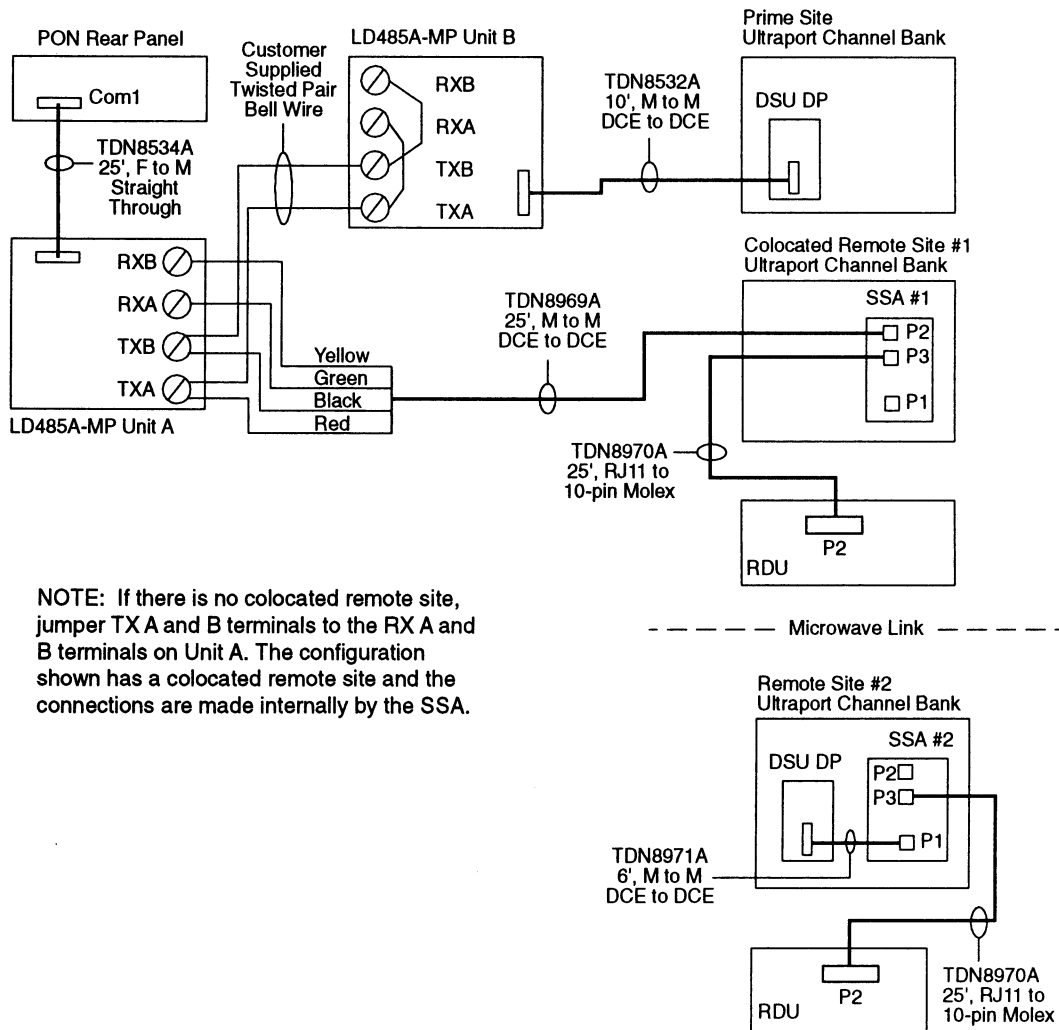 PON Rear Panel
Com1
TDN8534A
25', F to M
Straight
Through
Customer
Supplied
Twisted Pair
Bell Wire
LD485A-MP Unit B
RXB
RXA
TXB
TXA
TDN8532A
10', M to M
DCE to DCE
Prime Site
Ultraport Channel Bank
DSU DP
RXB
RXA
TXB
TXA
LD485A-MP Unit A
Yellow
Green
Black
Red
TDN8969A
25', M to M
DCE to DCE
Colocated Remote Site #1
Ultraport Channel Bank
SSA #1
P2
P3
P1
TDN8970A
25', RJ11 to
10-pin Molex
P2
RDU
NOTE: If there is no colocated remote site,
jumper TX A and B terminals to the RX A and
B terminals on Unit A. The configuration
shown has a colocated remote site and the
connections are made internally by the SSA.
Microwave Link
Remote Site #2
Ultraport Channel Bank
SSA #2
DSU DP
P2
P3
P1
TDN8971A
6', M to M
DCE to DCE
P2
RDU
TDN8970A
25', RJ11 to
10-pin Molex